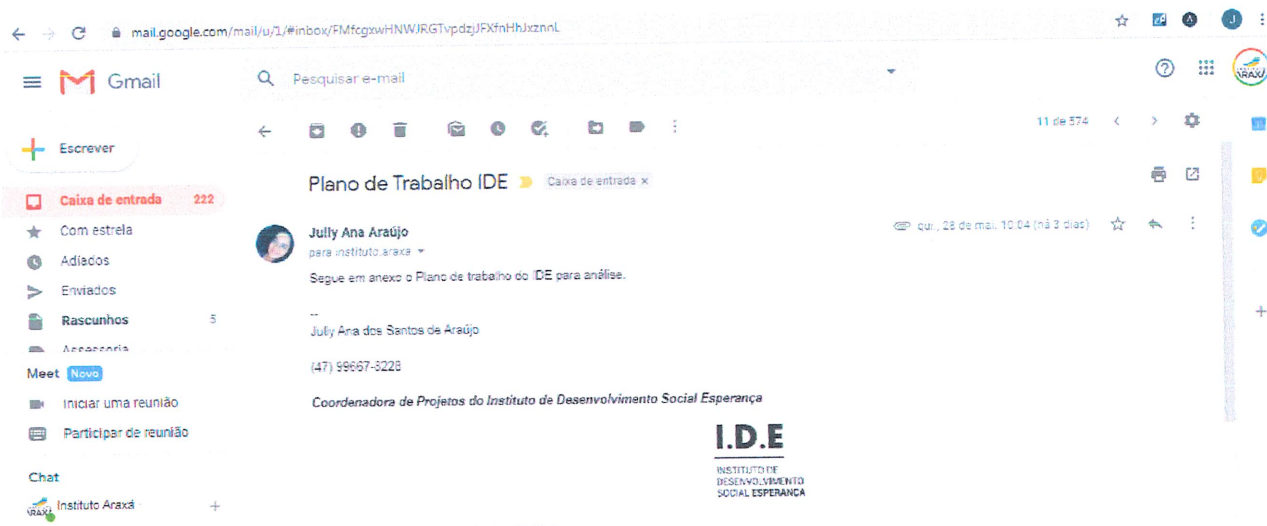 mail.google.com/mail/u/1/#inbox/FMfcgxwHNWJRGTvpdzjJFXfnHhJxznnL
J
Gmail
Pesquisar e-mail
ARAXÁ
Escrever
11 de 574
Plano de Trabalho IDE
Caixa de entrada x
Caixa de entrada 222
Com estrela
Adiados
Enviados
Rascunhos 5
Assessoria
Jully Ana Araújo
para instituto.araxa
qui., 28 de mai. 10:04 (há 3 dias)
Segue em anexo o Plano de trabalho do IDE para análise.
--
Jully Ana dos Santos de Araújo
(47) 99667-3228
Coordenadora de Projetos do Instituto de Desenvolvimento Social Esperança
I.D.E
INSTITUTO DE
DESENVOLVIMENTO
SOCIAL ESPERANÇA
Meet Novo
Iniciar uma reunião
Participar de reunião
Chat
Instituto Araxá